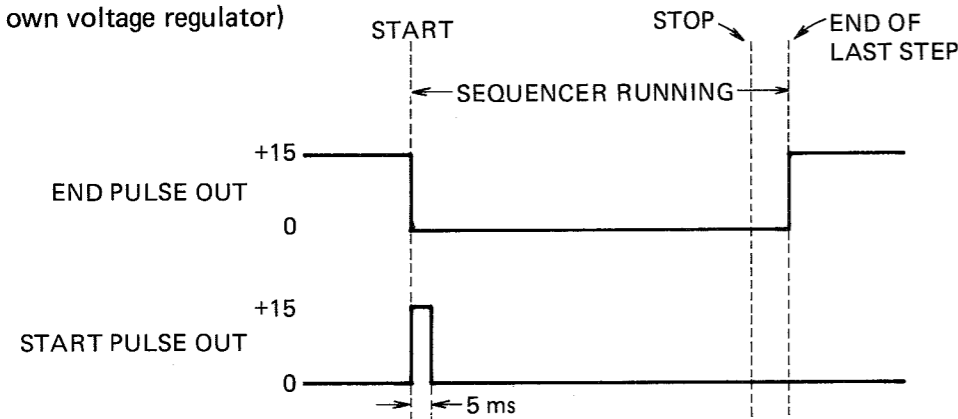 own voltage regulator)
START
STOP
END OF
LAST STEP
SEQUENCER RUNNING
+15
END PULSE OUT
0
+15
START PULSE OUT
0
5 ms